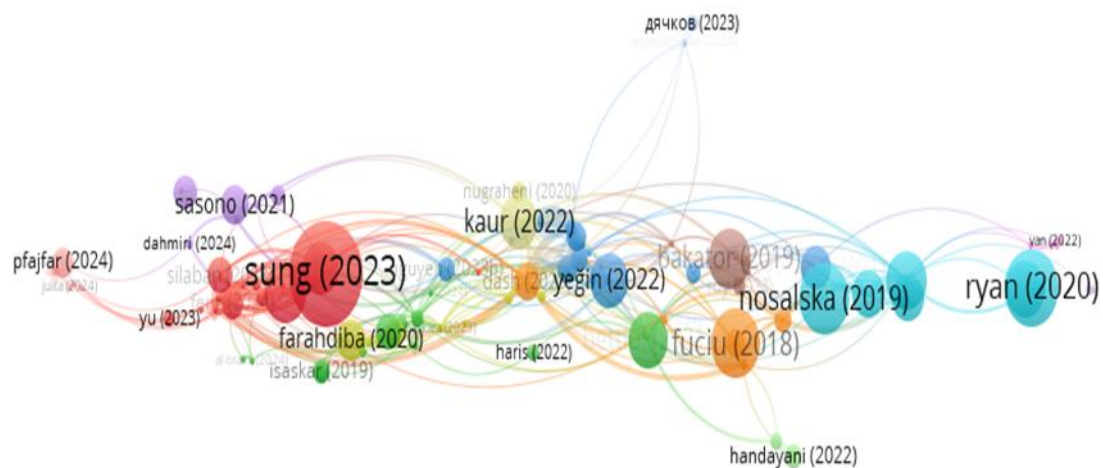 дячков (2023)
nugraheni (2020)
sasono (2021)
kaur (2022)
dahmiri (2024)
yan (2022)
pfajfar (2024)
bakator (2019)
sung (2023)
yeğin (2022)
ryan (2020)
nosalska (2019)
yu (2023)
farahdiba (2020)
fuciu (2018)
haris (2022)
isaskar (2019)
handayani (2022)